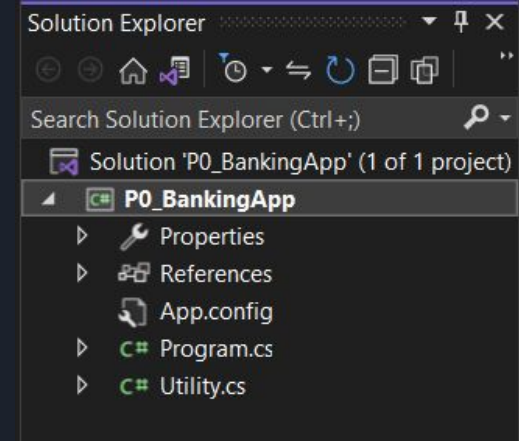 Solution Explorer
Search Solution Explorer (Ctrl+;)
Solution 'P0_BankingApp' (1 of 1 project)
C# P0_BankingApp
Properties
References
App.config
C# Program.cs
C# Utility.cs